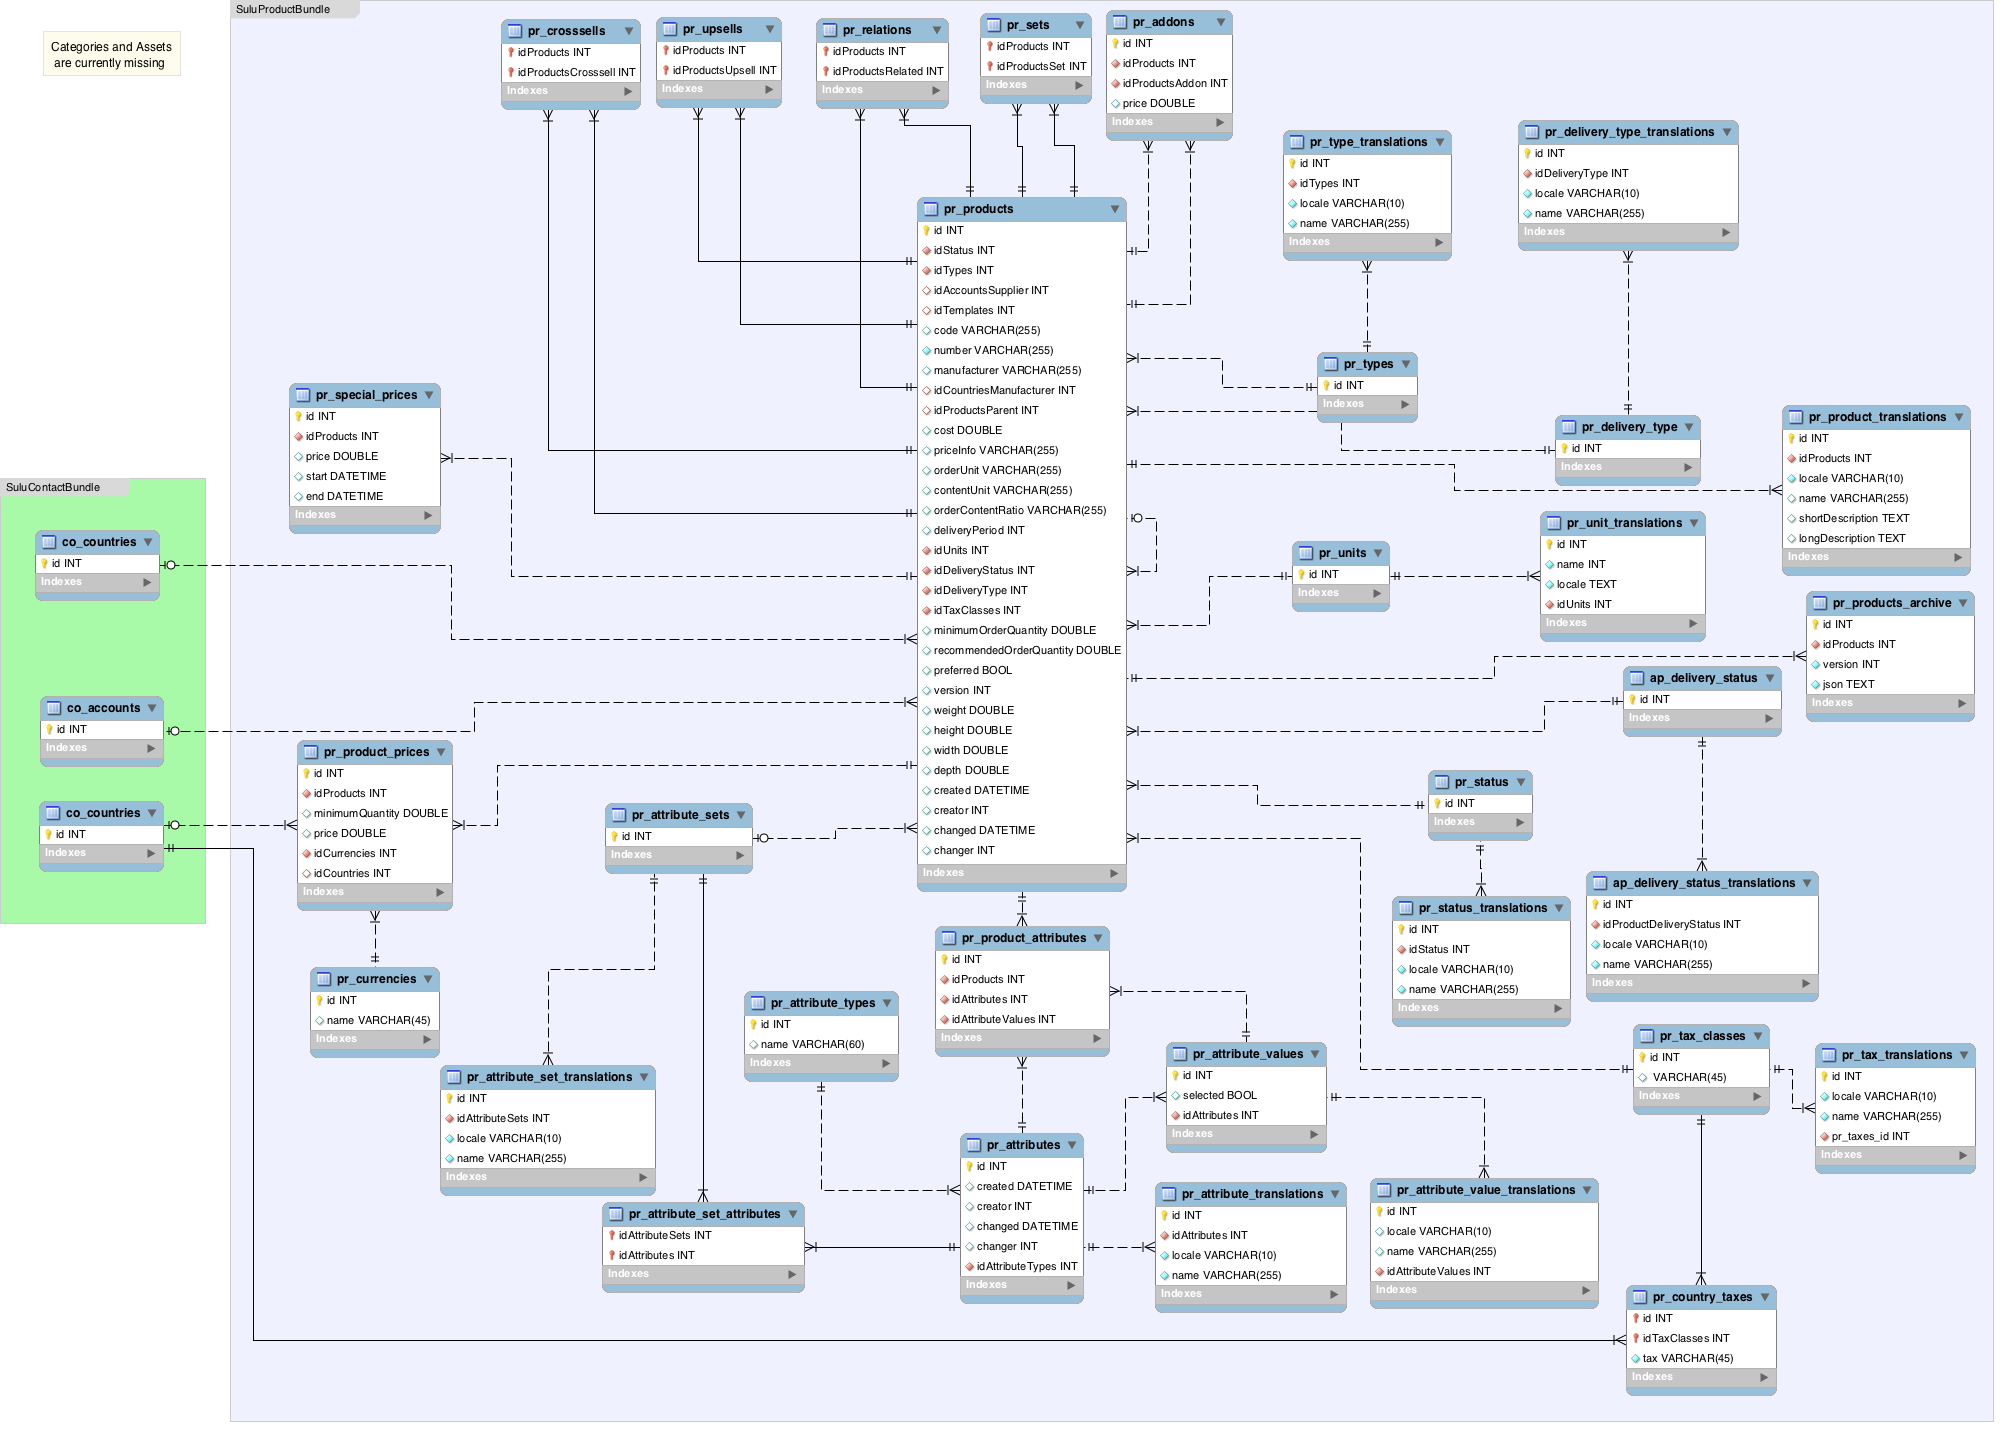 SuluProductBundle
Categories and Assets
are currently missing
pr_crosssells
idProducts INT
idProductsCrosssell INT
Indexes
pr_upsells
idProducts INT
idProductsUpsell INT
Indexes
pr_relations
idProducts INT
idProductsRelated INT
Indexes
pr_sets
idProducts INT
idProductsSet INT
Indexes
pr_addons
id INT
idProducts INT
idProductsAddon INT
price DOUBLE
Indexes
pr_type_translations
id INT
idTypes INT
locale VARCHAR(10)
name VARCHAR(255)
Indexes
pr_delivery_type_translations
id INT
idDeliveryType INT
locale VARCHAR(10)
name VARCHAR(255)
Indexes
pr_products
id INT
idStatus INT
idTypes INT
idAccountsSupplier INT
idTemplates INT
code VARCHAR(255)
number VARCHAR(255)
manufacturer VARCHAR(255)
idCountriesManufacturer INT
idProductsParent INT
cost DOUBLE
priceInfo VARCHAR(255)
orderUnit VARCHAR(255)
contentUnit VARCHAR(255)
orderContentRatio VARCHAR(255)
deliveryPeriod INT
idUnits INT
idDeliveryStatus INT
idDeliveryType INT
idTaxClasses INT
minimumOrderQuantity DOUBLE
recommendedOrderQuantity DOUBLE
preferred BOOL
version INT
weight DOUBLE
height DOUBLE
width DOUBLE
depth DOUBLE
created DATETIME
creator INT
changed DATETIME
changer INT
Indexes
pr_types
id INT
Indexes
pr_delivery_type
id INT
Indexes
pr_product_translations
id INT
idProducts INT
locale VARCHAR(10)
name VARCHAR(255)
shortDescription TEXT
longDescription TEXT
Indexes
pr_special_prices
id INT
idProducts INT
price DOUBLE
start DATETIME
end DATETIME
Indexes
SuluContactBundle
co_countries
id INT
Indexes
co_accounts
id INT
Indexes
co_countries
id INT
Indexes
pr_units
id INT
Indexes
pr_unit_translations
id INT
name INT
locale TEXT
idUnits INT
Indexes
pr_products_archive
id INT
idProducts INT
version INT
json TEXT
Indexes
ap_delivery_status
id INT
Indexes
pr_product_prices
id INT
idProducts INT
minimumQuantity DOUBLE
price DOUBLE
idCurrencies INT
idCountries INT
Indexes
pr_attribute_sets
id INT
Indexes
pr_status
id INT
Indexes
pr_status_translations
id INT
idStatus INT
locale VARCHAR(10)
name VARCHAR(255)
Indexes
ap_delivery_status_translations
id INT
idProductDeliveryStatus INT
locale VARCHAR(10)
name VARCHAR(255)
Indexes
pr_currencies
id INT
name VARCHAR(45)
Indexes
pr_product_attributes
id INT
idProducts INT
idAttributes INT
idAttributeValues INT
Indexes
pr_attribute_types
id INT
name VARCHAR(60)
Indexes
pr_attribute_set_translations
id INT
idAttributeSets INT
locale VARCHAR(10)
name VARCHAR(255)
Indexes
pr_attribute_values
id INT
selected BOOL
idAttributes INT
Indexes
pr_tax_classes
id INT
VARCHAR(45)
Indexes
pr_tax_translations
id INT
locale VARCHAR(10)
name VARCHAR(255)
pr_taxes_id INT
Indexes
pr_attributes
id INT
created DATETIME
creator INT
changed DATETIME
changer INT
idAttributeTypes INT
Indexes
pr_attribute_set_attributes
idAttributeSets INT
idAttributes INT
Indexes
pr_attribute_translations
id INT
idAttributes INT
locale VARCHAR(10)
name VARCHAR(255)
Indexes
pr_attribute_value_translations
id INT
locale VARCHAR(10)
name VARCHAR(255)
idAttributeValues INT
Indexes
pr_country_taxes
id INT
idTaxClasses INT
tax VARCHAR(45)
Indexes